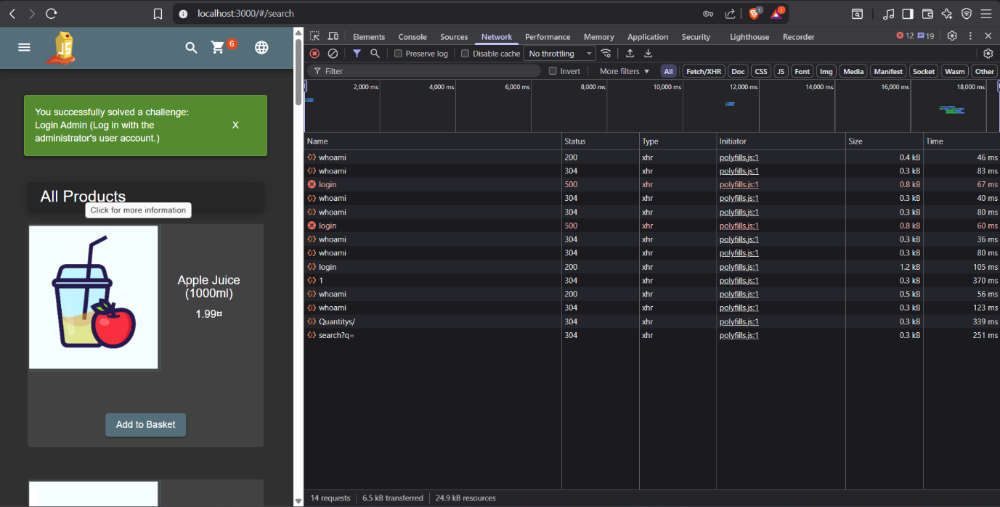 localhost:3000/#/search
1
1
JS
6
Elements Console Sources Network Performance Memory Application Security Lighthouse Recorder
12 19
Preserve log Disable cache No throttling
Filter Invert More filters All Fetch/XHR Doc CSS JS Font Img Media Manifest Socket Wasm Other
2,000 ms 4,000 ms 6,000 ms 8,000 ms 10,000 ms 12,000 ms 14,000 ms 16,000 ms 18,000 ms
You successfully solved a challenge:
Login Admin (Log in with the
administrator's user account.)
X
All Products
Click for more information
Apple Juice
(1000ml)
1.99¤
Add to Basket
Name Status Type Initiator Size Time
whoami 200 xhr polyfills.js:1 0.4 kB 46 ms
whoami 304 xhr polyfills.js:1 0.3 kB 83 ms
login 500 xhr polyfills.js:1 0.8 kB 67 ms
whoami 304 xhr polyfills.js:1 0.3 kB 40 ms
whoami 304 xhr polyfills.js:1 0.3 kB 80 ms
login 500 xhr polyfills.js:1 0.8 kB 60 ms
whoami 304 xhr polyfills.js:1 0.3 kB 36 ms
whoami 304 xhr polyfills.js:1 0.3 kB 80 ms
login 200 xhr polyfills.js:1 1.2 kB 105 ms
1 304 xhr polyfills.js:1 0.3 kB 370 ms
whoami 200 xhr polyfills.js:1 0.5 kB 56 ms
whoami 304 xhr polyfills.js:1 0.3 kB 123 ms
Quantitys/ 304 xhr polyfills.js:1 0.3 kB 339 ms
search?q= 304 xhr polyfills.js:1 0.3 kB 251 ms
14 requests 6.5 kB transferred 24.9 kB resources